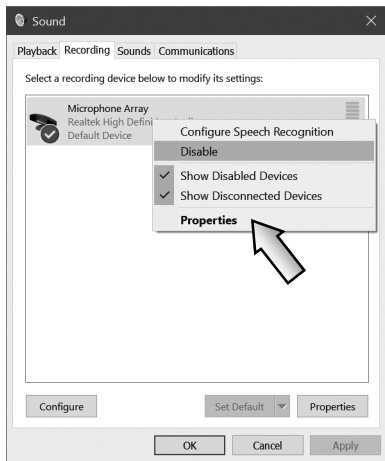 Sound
Playback Recording Sounds Communications
Select a recording device below to modify its settings:
Microphone Array
Realtek High Defini
Default Device
Configure Speech Recognition
Disable
Show Disabled Devices
Show Disconnected Devices
Properties
Configure Set Default Properties
OK Cancel Apply